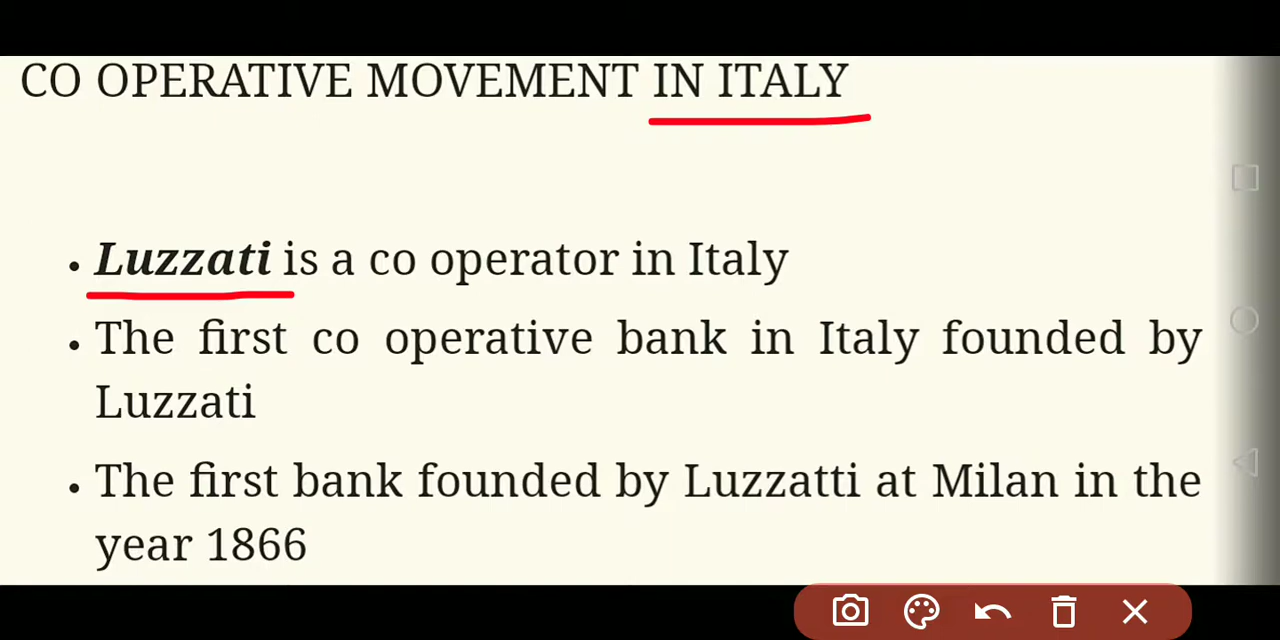 CO OPERATIVE MOVEMENT IN ITALY
• Luzzati is a co operator in Italy
• The first co operative bank in Italy founded by
Luzzati
• The first bank founded by Luzzatti at Milan in the
year 1866